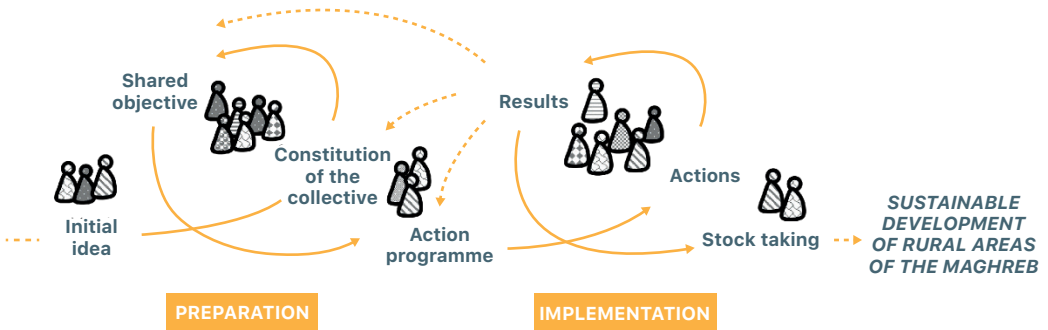 Shared
objective
Constitution
of the
collective
Initial
idea
Action
programme
Results
Actions
Stock taking
SUSTAINABLE
DEVELOPMENT
OF RURAL AREAS
OF THE MAGHREB
PREPARATION
IMPLEMENTATION